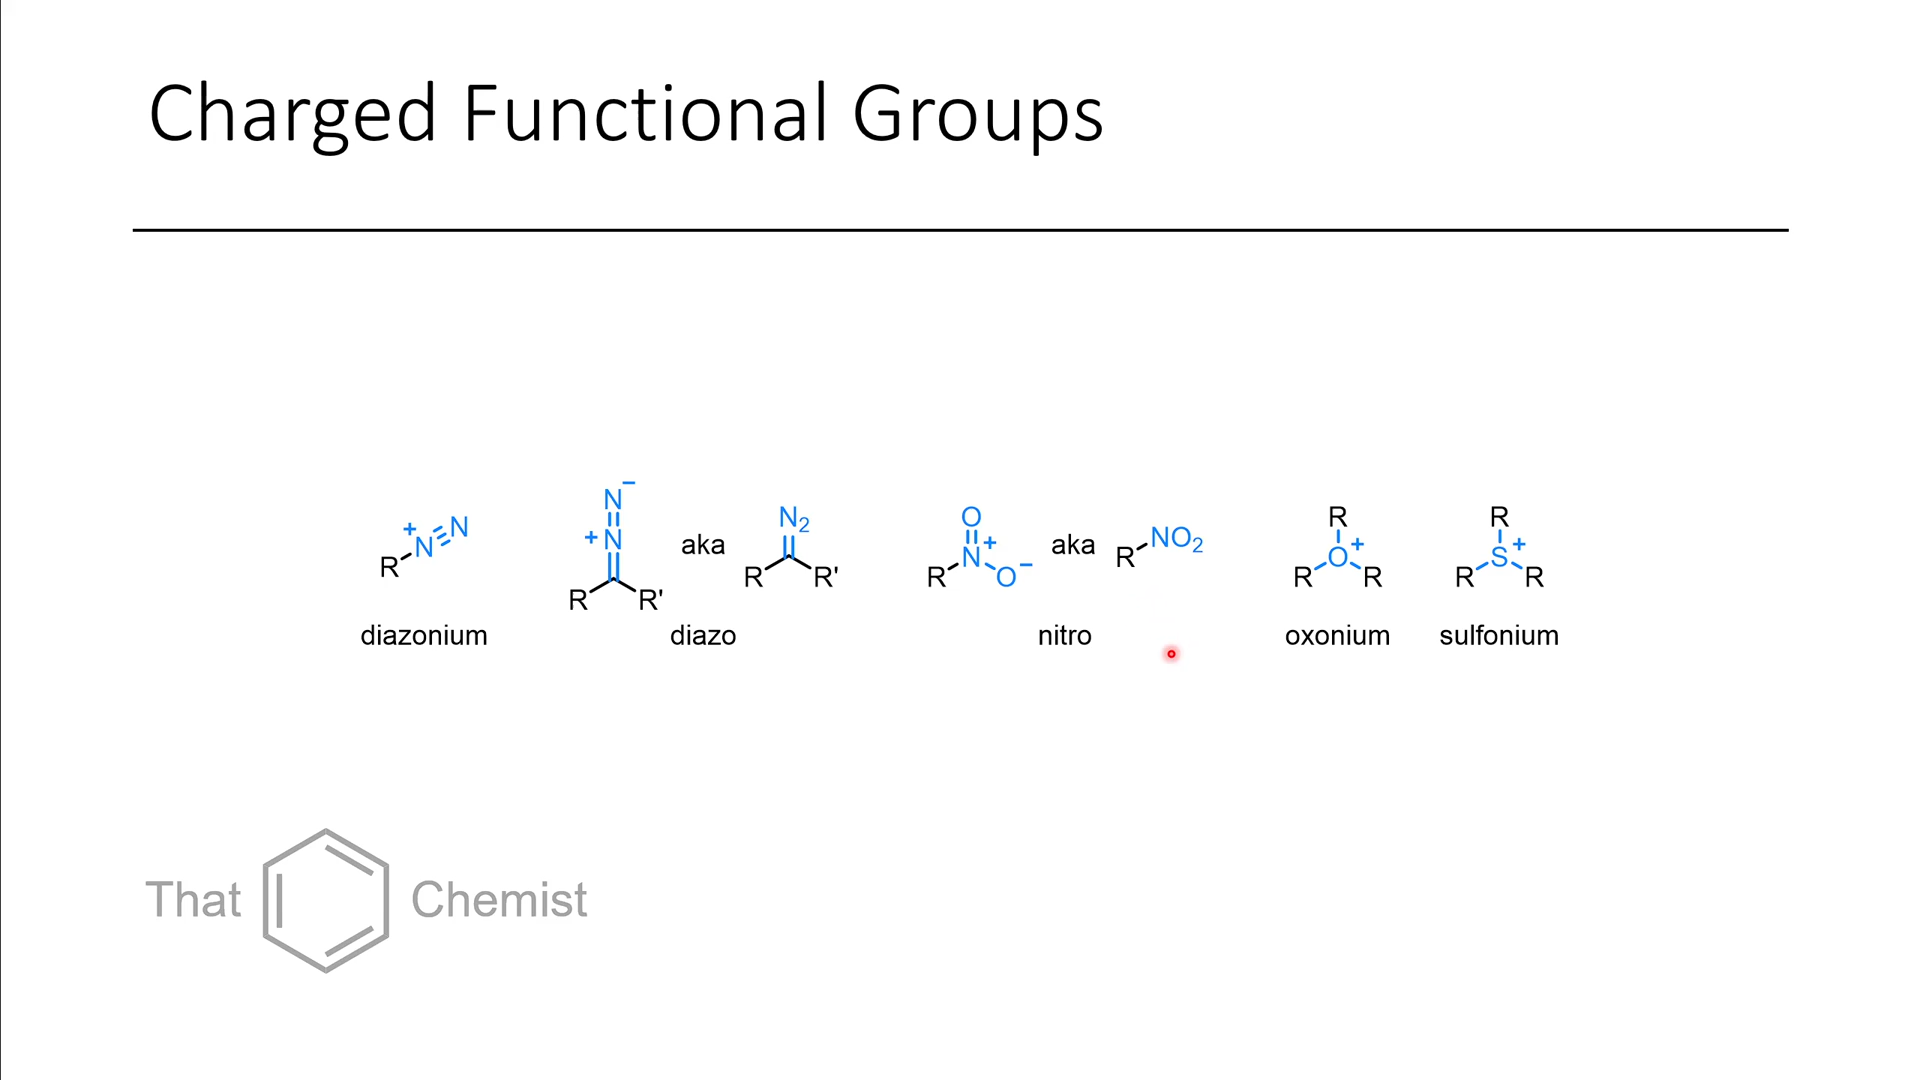 Charged Functional Groups
R N+ N
diazonium
N−
+N
R R'
aka
N2
R R'
diazo
O
R N+ O−
aka
R NO2
nitro
R
R O+ R
oxonium
R
R S+ R
sulfonium
That Chemist